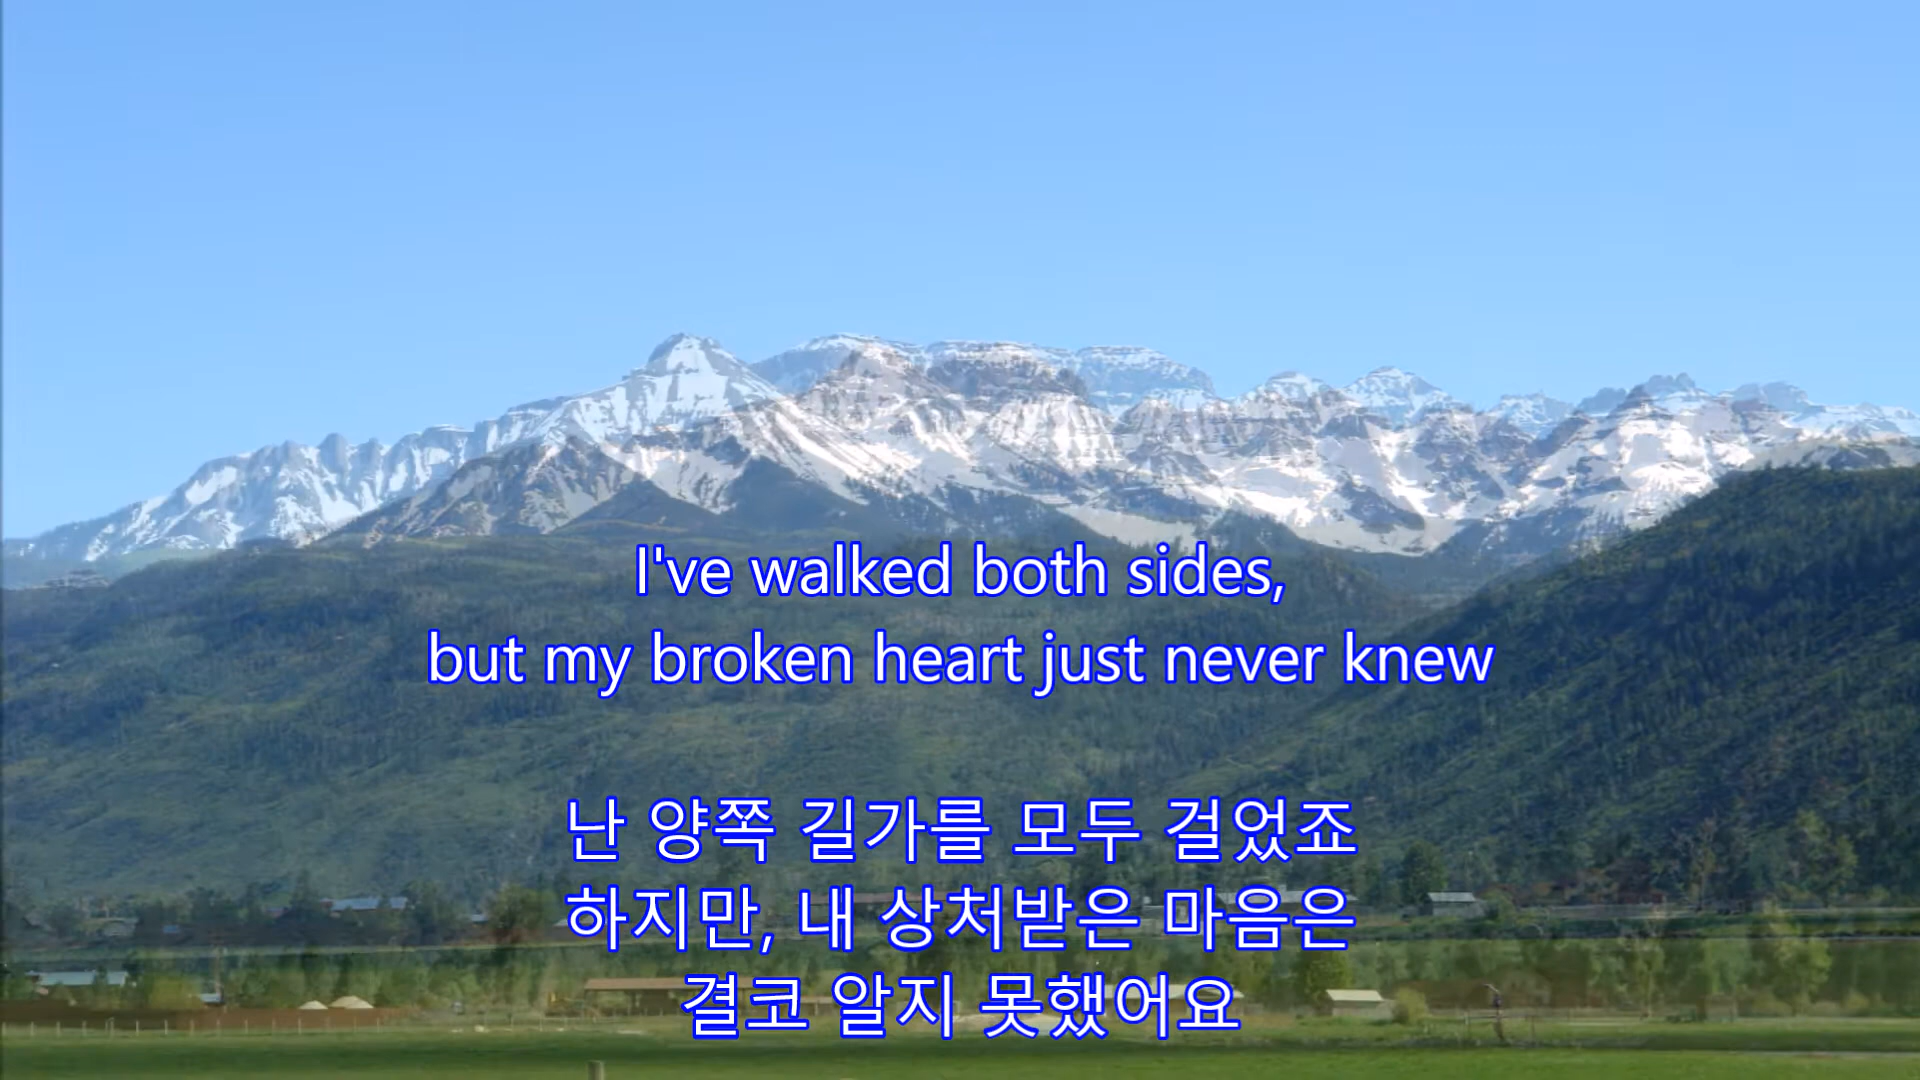 I've walked both sides,
but my broken heart just never knew
난 양쪽 길가를 모두 걸었죠
하지만, 내 상처받은 마음은
결코 알지 못했어요